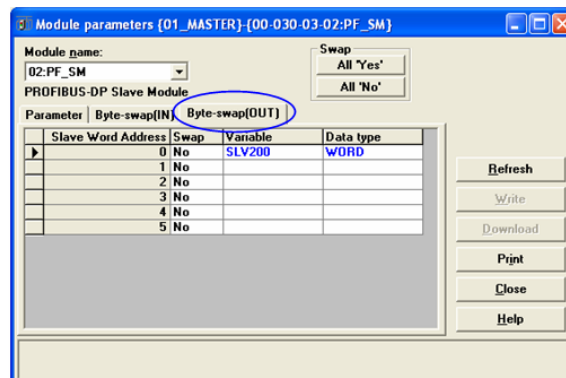 Module parameters {01_MASTER}-{00-030-03-02:PF_SM}
Module name:
02:PF_SM
PROFIBUS-DP Slave Module
Swap
All 'Yes'
All 'No'
Parameter Byte-swap(IN) Byte-swap(OUT)
Slave Word Address Swap Variable Data type
0 No SLV200 WORD
1 No
2 No
3 No
4 No
5 No
Refresh
Write
Download
Print
Close
Help